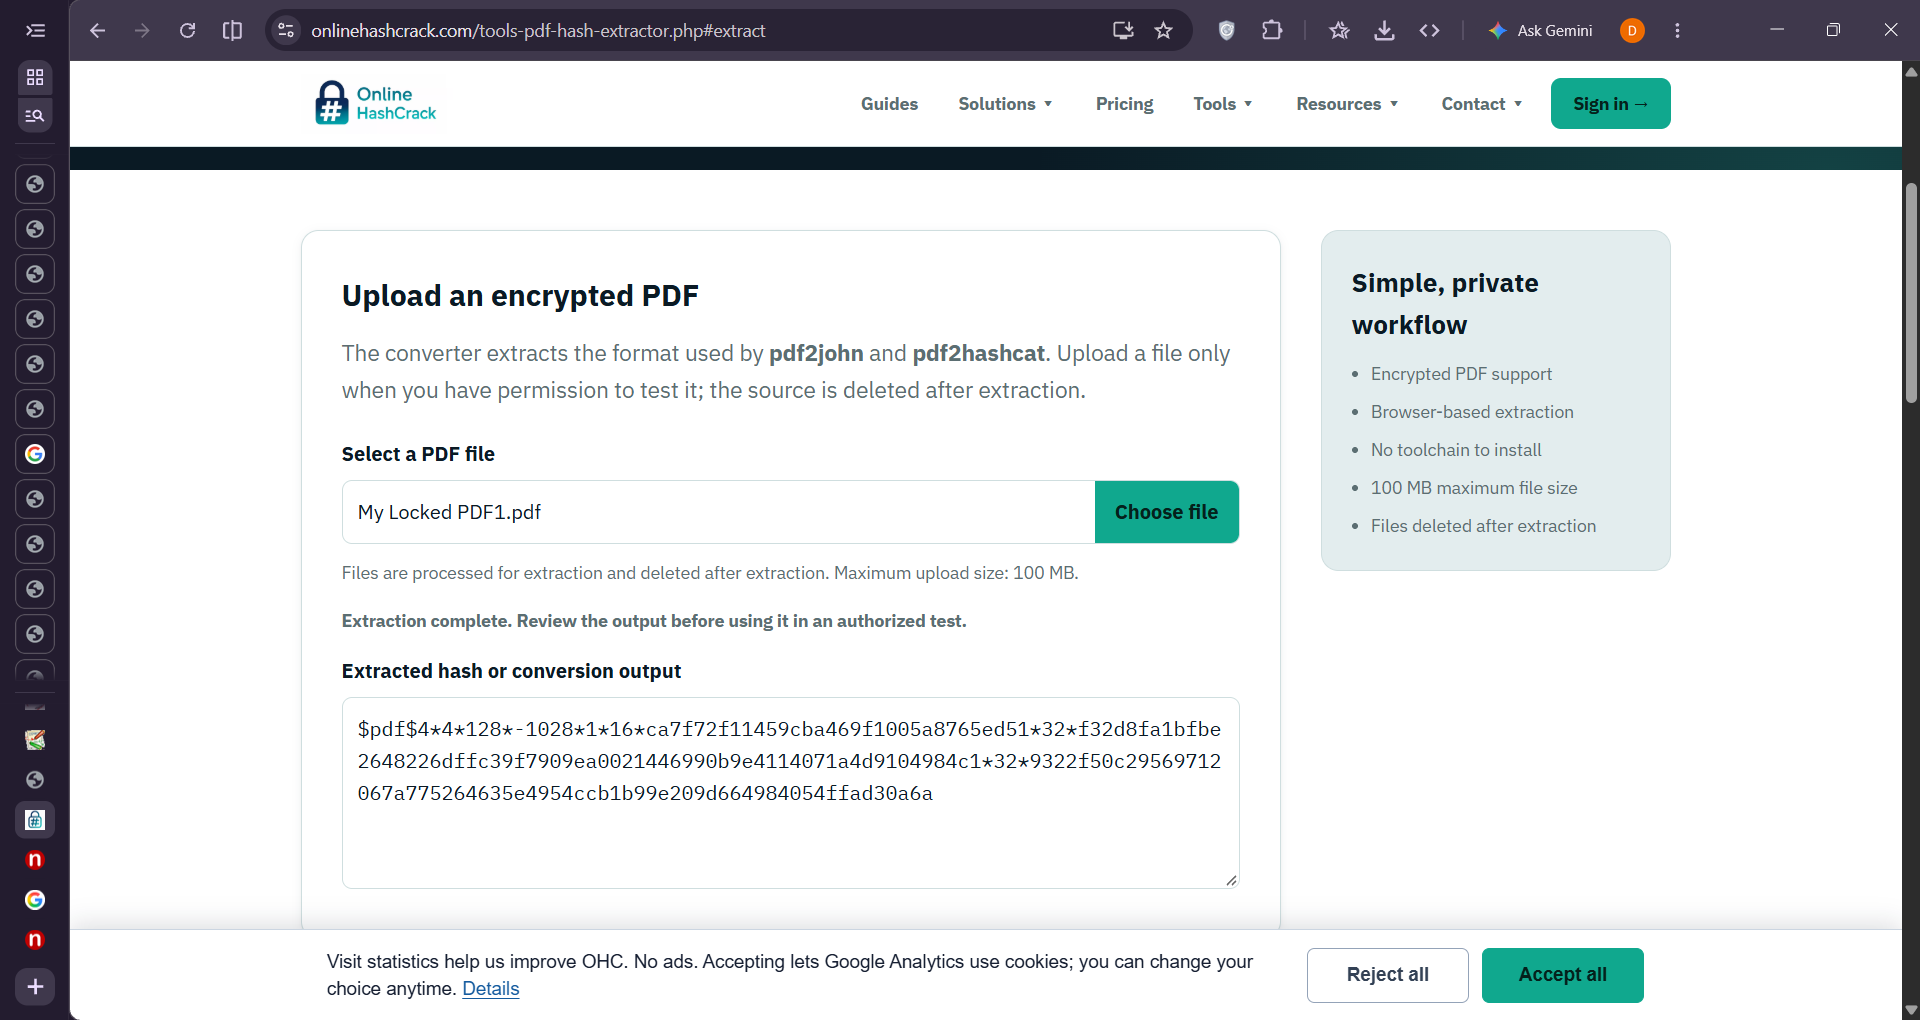 onlinehashcrack.com/tools-pdf-hash-extractor.php#extract
Ask Gemini
D
Online
HashCrack
#
Guides
Solutions
Pricing
Tools
Resources
Contact
Sign in →
Upload an encrypted PDF
The converter extracts the format used by pdf2john and pdf2hashcat. Upload a file only
when you have permission to test it; the source is deleted after extraction.
Select a PDF file
My Locked PDF1.pdf
Choose file
Files are processed for extraction and deleted after extraction. Maximum upload size: 100 MB.
Extraction complete. Review the output before using it in an authorized test.
Extracted hash or conversion output
$pdf$4*4*128*-1028*1*16*ca7f72f11459cba469f1005a8765ed51*32*f32d8fa1bfbe
2648226dffc39f7909ea0021446990b9e4114071a4d9104984c1*32*9322f50c29569712
067a775264635e4954ccb1b99e209d664984054ffad30a6a
Simple, private
workflow
• Encrypted PDF support
• Browser-based extraction
• No toolchain to install
• 100 MB maximum file size
• Files deleted after extraction
Visit statistics help us improve OHC. No ads. Accepting lets Google Analytics use cookies; you can change your
choice anytime. Details
Reject all
Accept all